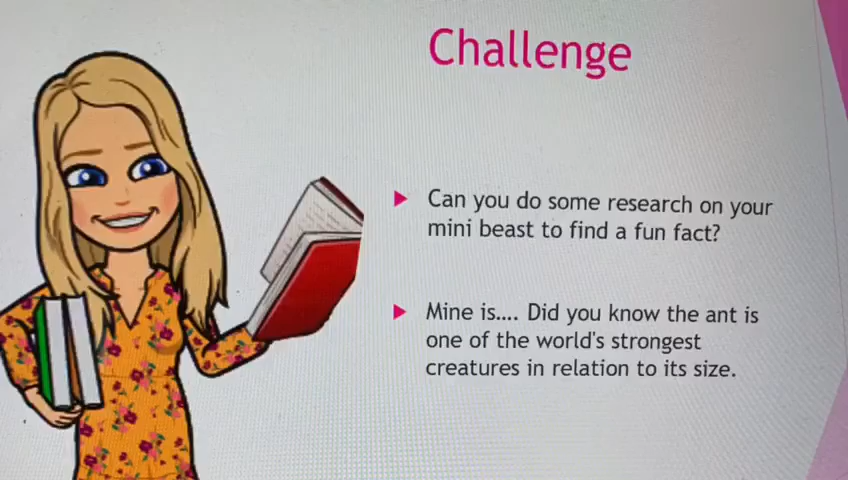 Challenge
Can you do some research on your
mini beast to find a fun fact?
Mine is.... Did you know the ant is
one of the world's strongest
creatures in relation to its size.